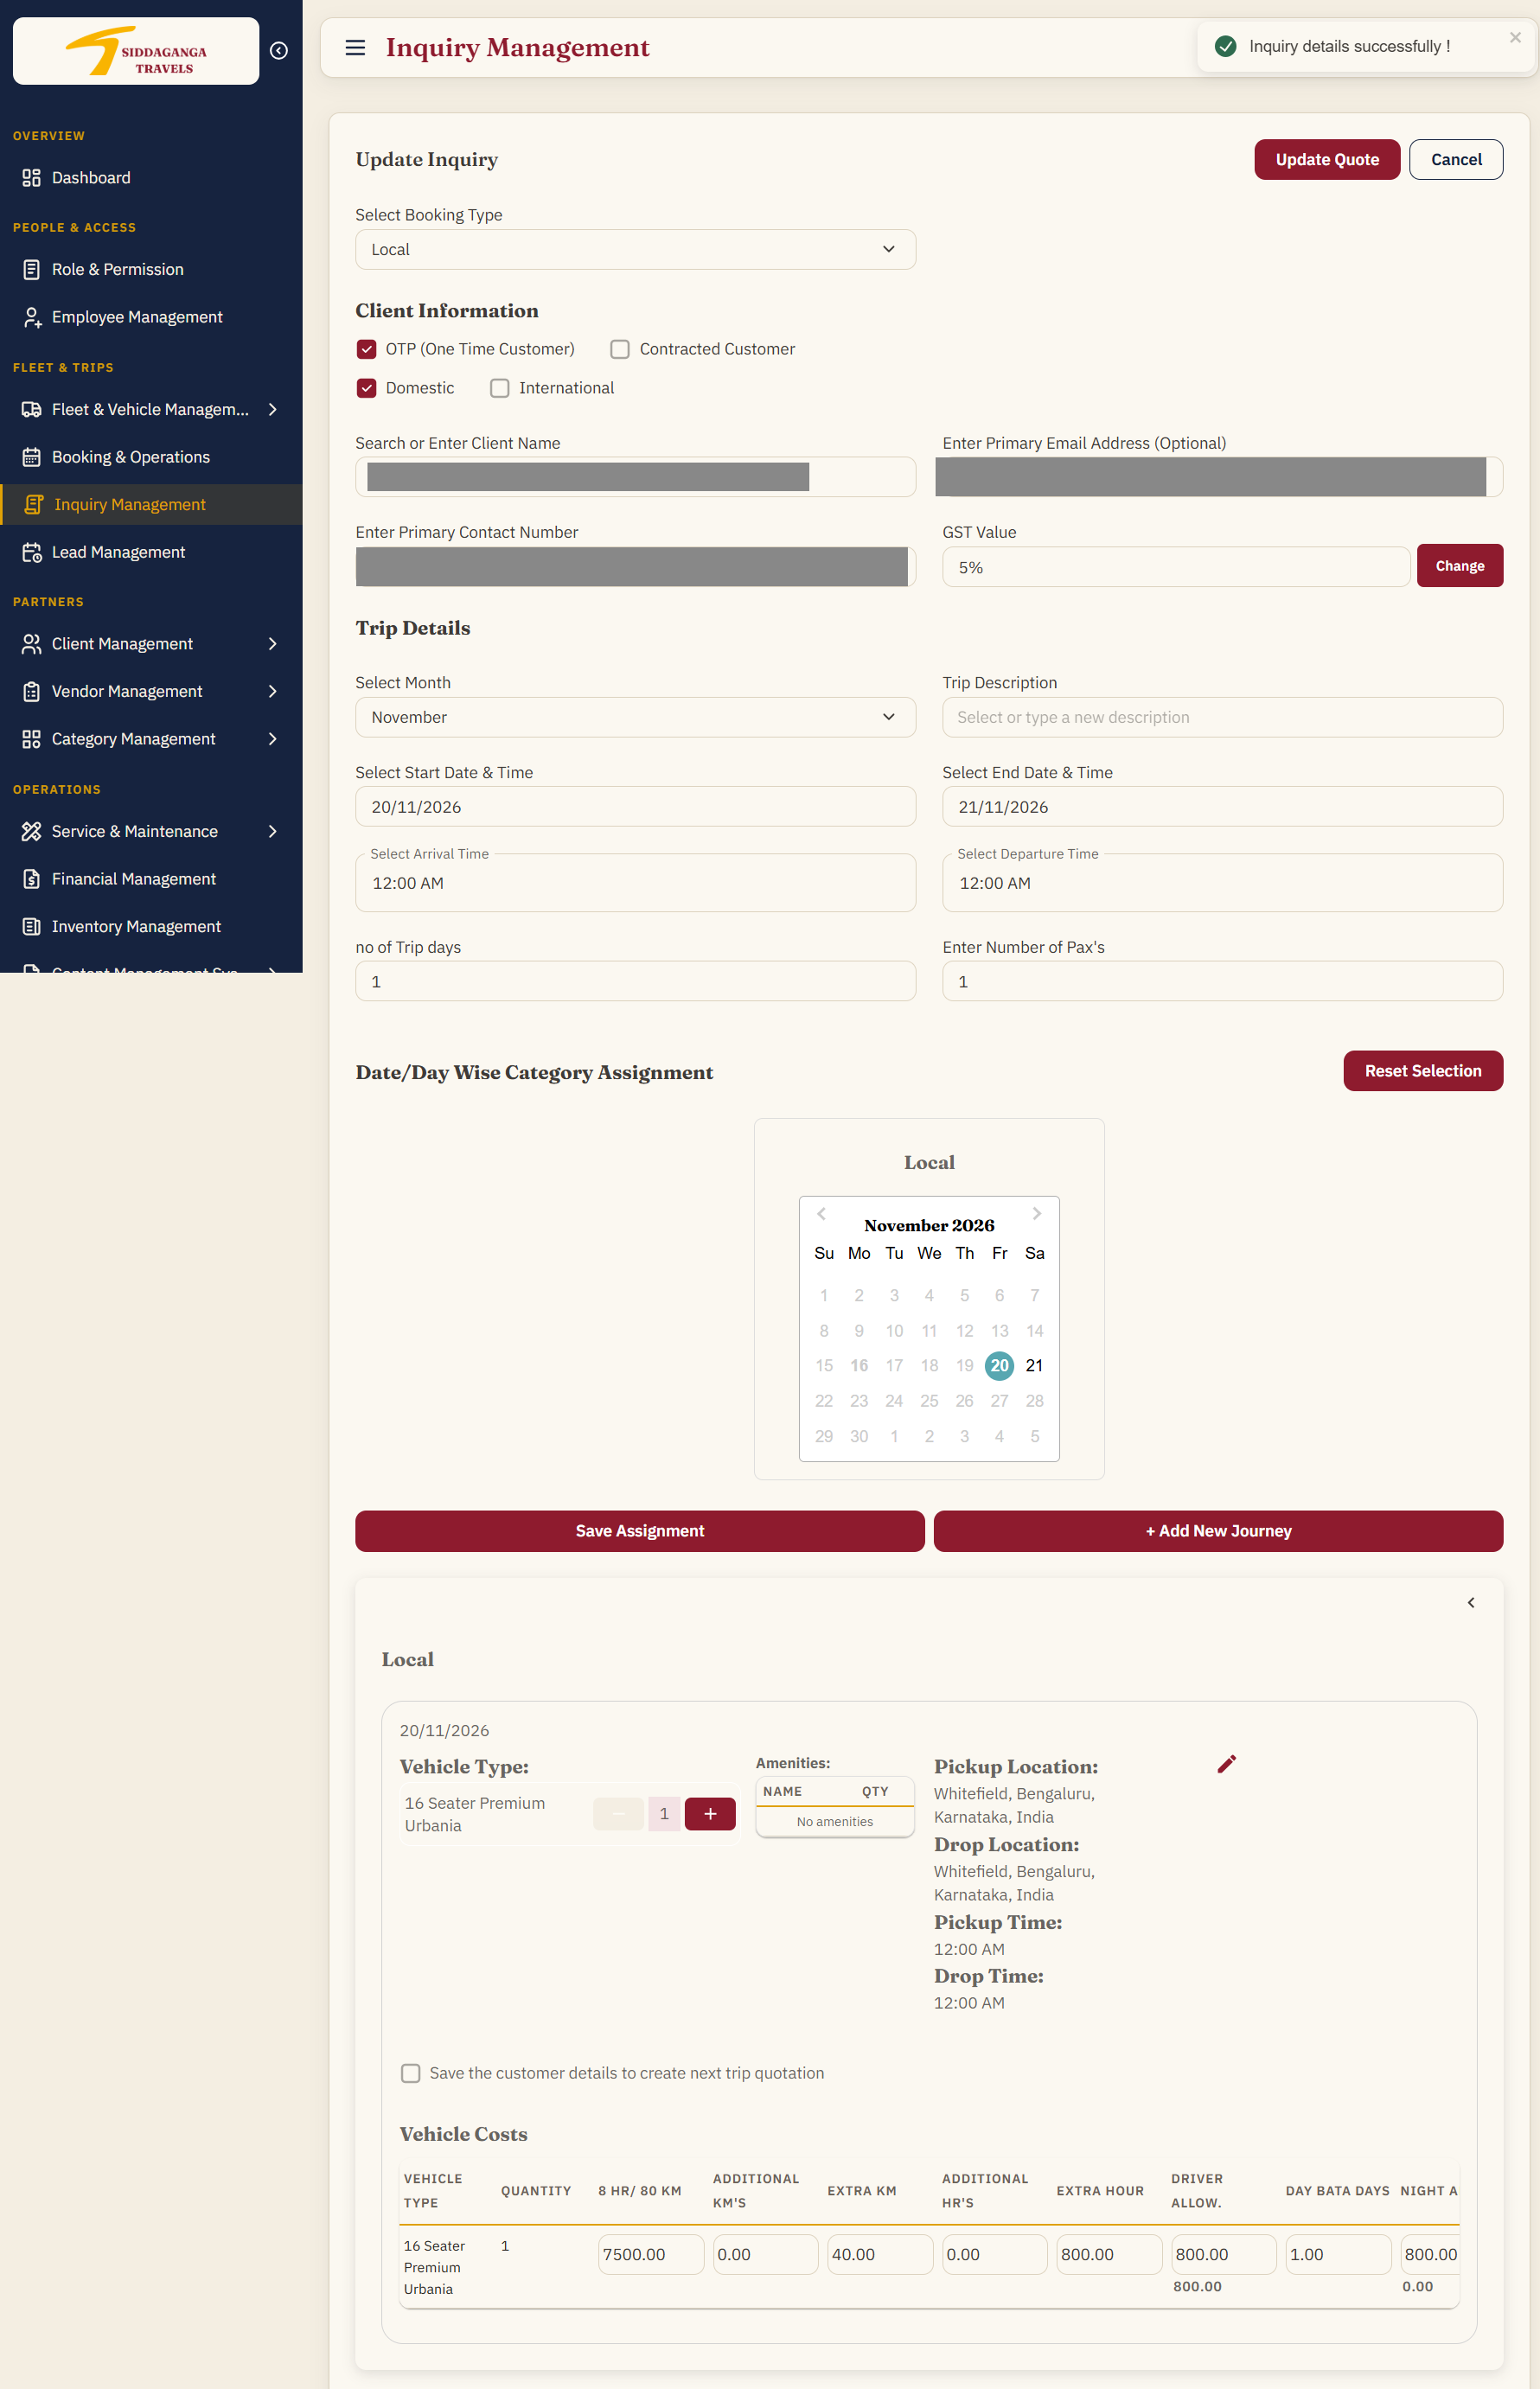 SIDDAGANGA
TRAVELS
OVERVIEW
Dashboard
PEOPLE & ACCESS
Role & Permission
Employee Management
FLEET & TRIPS
Fleet & Vehicle Managem...
Booking & Operations
Inquiry Management
Lead Management
PARTNERS
Client Management
Vendor Management
Category Management
OPERATIONS
Service & Maintenance
Financial Management
Inventory Management
Content Management Sys...
Inquiry Management
Inquiry details successfully !
Update Inquiry
Update Quote
Cancel
Select Booking Type
Local
Client Information
OTP (One Time Customer)
Contracted Customer
Domestic
International
Search or Enter Client Name
Enter Primary Email Address (Optional)
Enter Primary Contact Number
GST Value
5%
Change
Trip Details
Select Month
Trip Description
November
Select or type a new description
Select Start Date & Time
Select End Date & Time
20/11/2026
21/11/2026
Select Arrival Time
Select Departure Time
12:00 AM
12:00 AM
no of Trip days
Enter Number of Pax's
1
1
Date/Day Wise Category Assignment
Reset Selection
Local
November 2026
Su Mo Tu We Th Fr Sa
1 2 3 4 5 6 7
8 9 10 11 12 13 14
15 16 17 18 19 20 21
22 23 24 25 26 27 28
29 30 1 2 3 4 5
Save Assignment
+ Add New Journey
Local
20/11/2026
Vehicle Type:
16 Seater Premium
Urbania
1
+
Amenities:
NAME QTY
No amenities
Pickup Location:
Whitefield, Bengaluru,
Karnataka, India
Drop Location:
Whitefield, Bengaluru,
Karnataka, India
Pickup Time:
12:00 AM
Drop Time:
12:00 AM
Save the customer details to create next trip quotation
Vehicle Costs
VEHICLE TYPE QUANTITY 8 HR/ 80 KM ADDITIONAL KM'S EXTRA KM ADDITIONAL HR'S EXTRA HOUR DRIVER ALLOW. DAY BATA DAYS NIGHT A
16 Seater Premium Urbania 1 7500.00 0.00 40.00 0.00 800.00 800.00 1.00 800.00
800.00 0.00